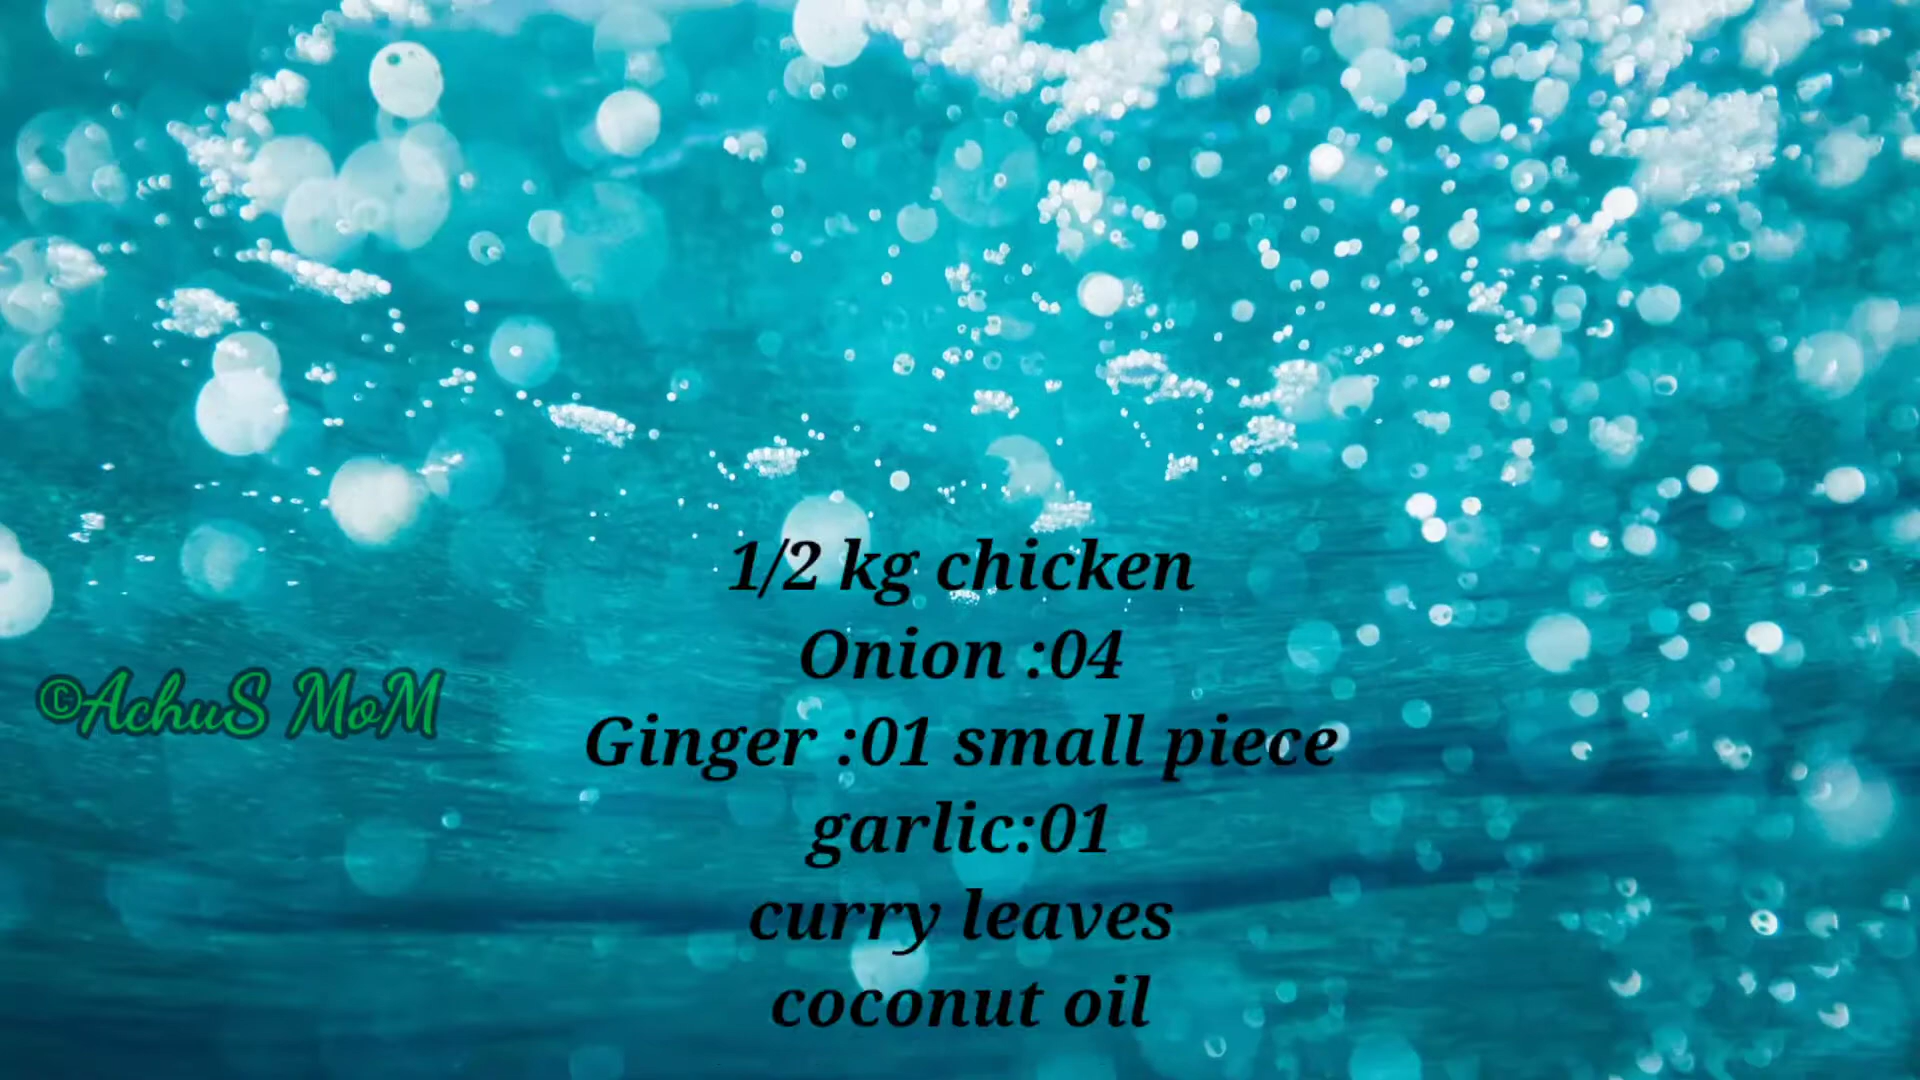 1/2 kg chicken
Onion :04
©AchuS MoM
Ginger :01 small piece
garlic:01
curry leaves
coconut oil